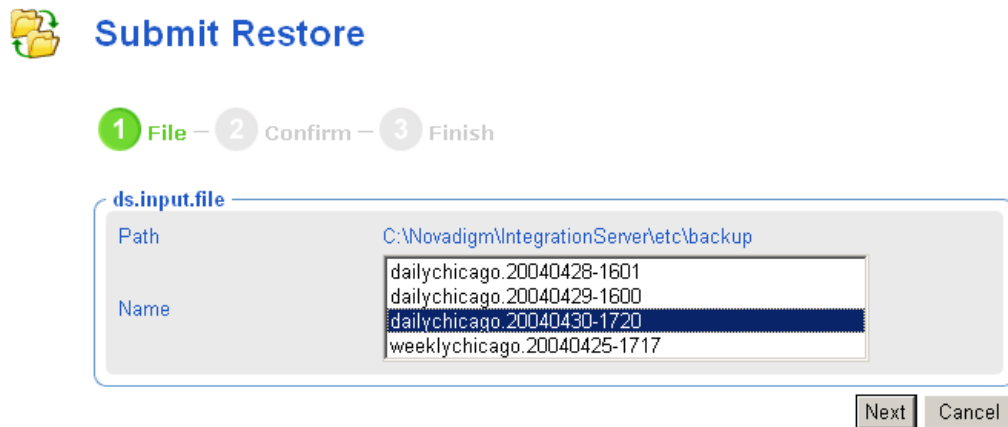 Submit Restore
1 File – 2 Confirm – 3 Finish
ds.input.file
Path C:\Novadigm\IntegrationServer\etc\backup
Name
dailychicago.20040428-1601
dailychicago.20040429-1600
dailychicago.20040430-1720
weeklychicago.20040425-1717
Next Cancel